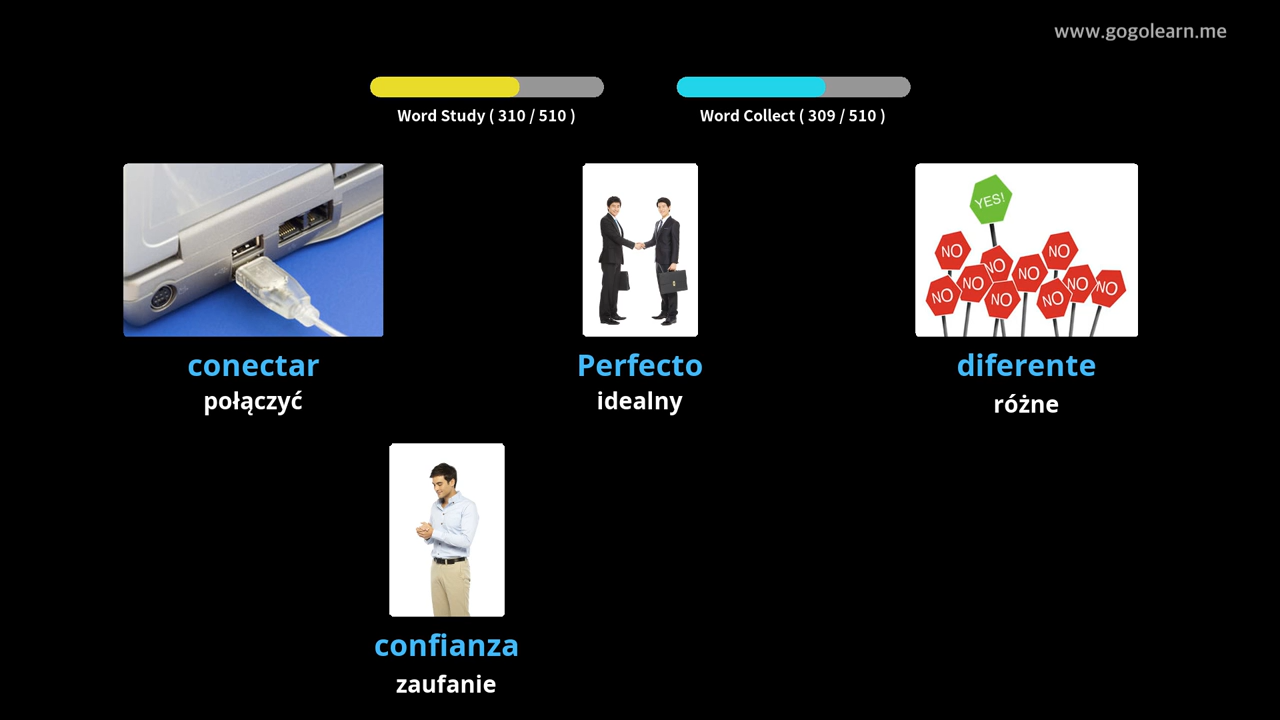 www.gogolearn.me
Word Study ( 310 / 510 )
Word Collect ( 309 / 510 )
YES!
NO
NO
NO
NO
NO
NO
NO
NO
NO
NO
conectar
połączyć
Perfecto
idealny
diferente
różne
confianza
zaufanie